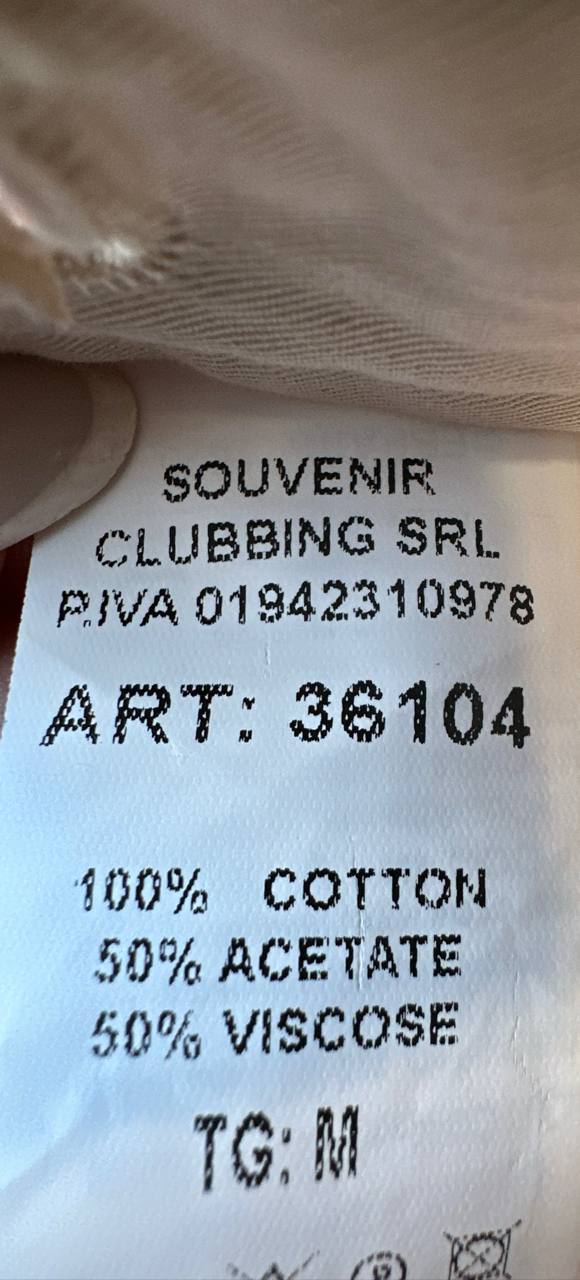 SOUVENIR
CLUBBING SRL
P.IVA 01942310978
ART: 36104
100% COTTON
50% ACETATE
50% VISCOSE
TG: M